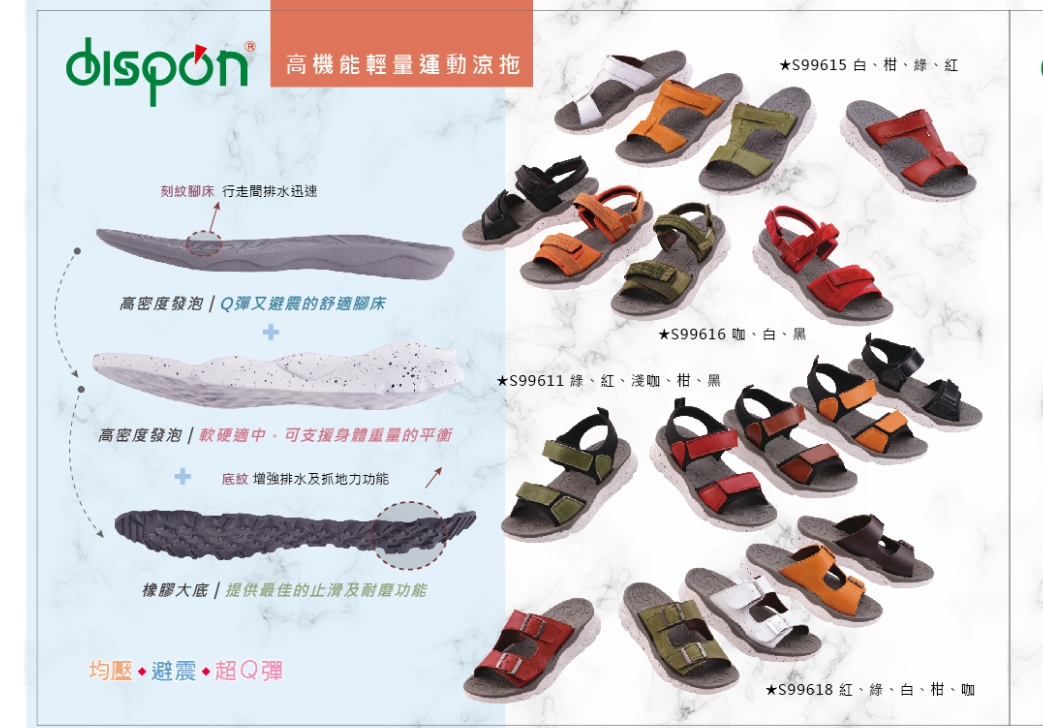 dispón®
高機能輕量運動涼拖
★S99615 白、柑、綠、紅
刻紋腳床 行走間排水迅速
高密度發泡 | Q彈又避震的舒適腳床
+
★S99616 咖、白、黑
★S99611 綠、紅、淺咖、柑、黑
高密度發泡 | 軟硬適中．可支援身體重量的平衡
+
底紋 增強排水及抓地力功能
橡膠大底 | 提供最佳的止滑及耐磨功能
均壓◆避震◆超Q彈
★S99618 紅、綠、白、柑、咖